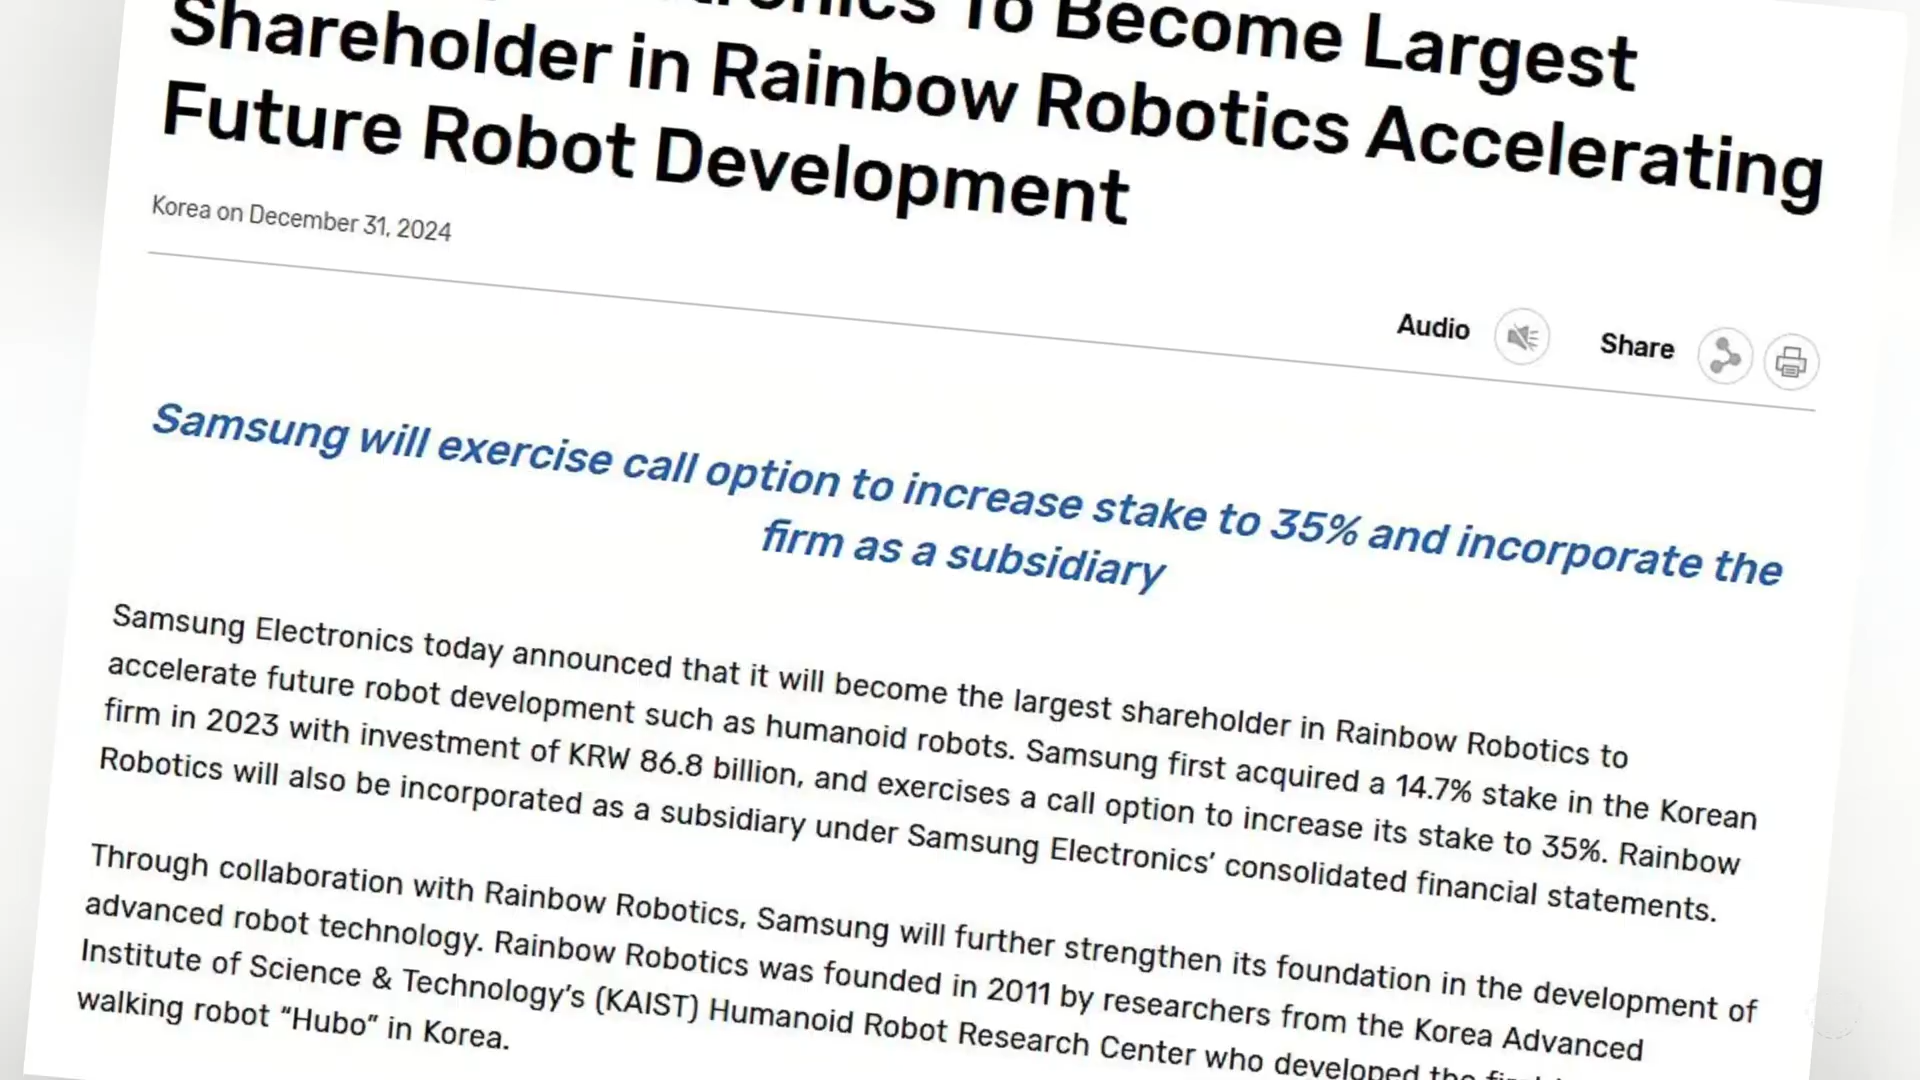 To Become Largest
Shareholder in Rainbow Robotics Accelerating
Future Robot Development
Korea on December 31, 2024
Audio
Share
Samsung will exercise call option to increase stake to 35% and incorporate the
firm as a subsidiary
Samsung Electronics today announced that it will become the largest shareholder in Rainbow Robotics to
accelerate future robot development such as humanoid robots. Samsung first acquired a 14.7% stake in the Korean
firm in 2023 with investment of KRW 86.8 billion, and exercises a call option to increase its stake to 35%. Rainbow
Robotics will also be incorporated as a subsidiary under Samsung Electronics’ consolidated financial statements.
Through collaboration with Rainbow Robotics, Samsung will further strengthen its foundation in the development of
advanced robot technology. Rainbow Robotics was founded in 2011 by researchers from the Korea Advanced
Institute of Science & Technology’s (KAIST) Humanoid Robot Research Center who developed the
walking robot “Hubo” in Korea.